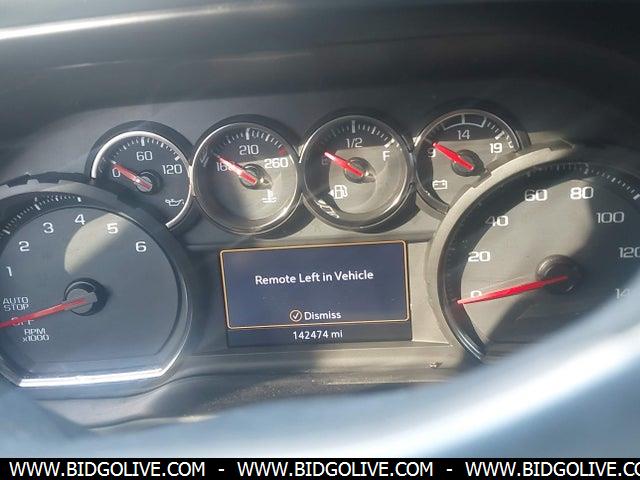 0 60 120
160 210 260
1/2 F
9 14 19
1 2 3 4 5 6
AUTO
STOP
OFF
RPM
x1000
0 20 40 60 80 100 120
Remote Left in Vehicle
Dismiss
142474 mi
WWW.BIDGOLIVE.COM - WWW.BIDGOLIVE.COM - WWW.BIDGOLIVE.COM